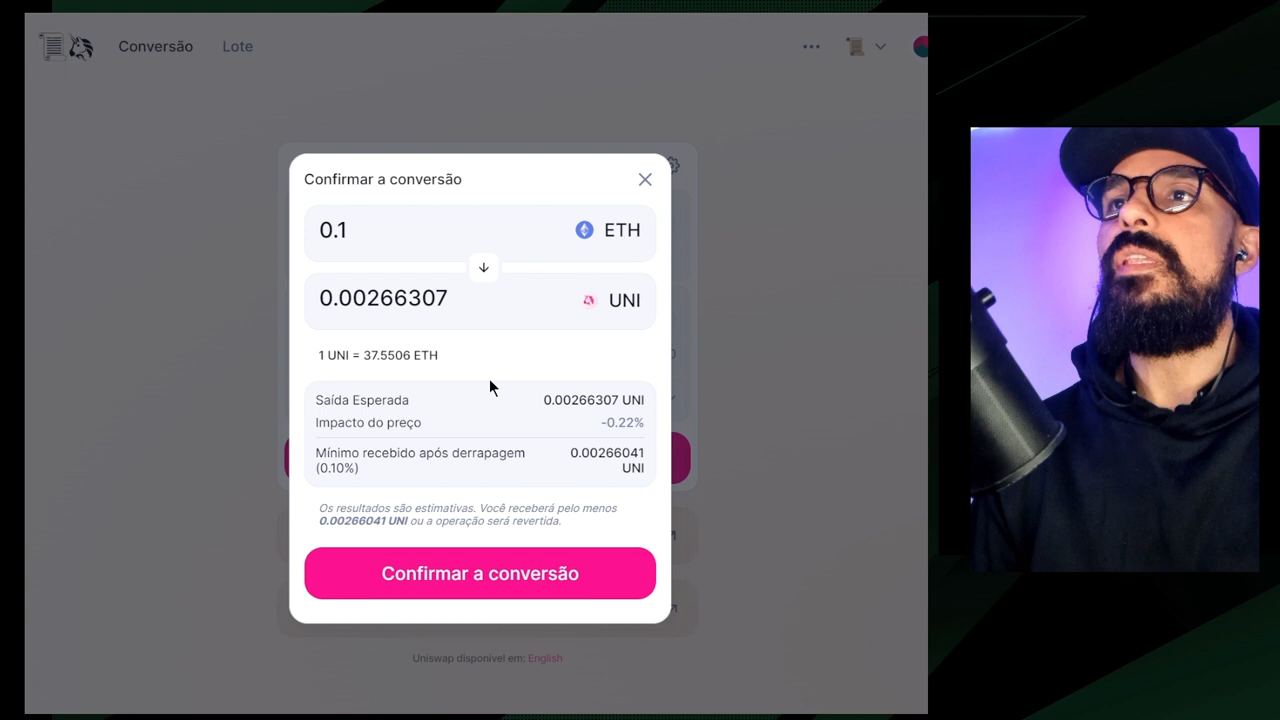 Conversão
Lote
Confirmar a conversão
0.1
ETH
0.00266307
UNI
1 UNI = 37.5506 ETH
Saída Esperada
0.00266307 UNI
Impacto do preço
-0.22%
Mínimo recebido após derrapagem (0.10%)
0.00266041 UNI
Os resultados são estimativas. Você receberá pelo menos
0.00266041 UNI ou a operação será revertida.
Confirmar a conversão
Uniswap disponível em: English